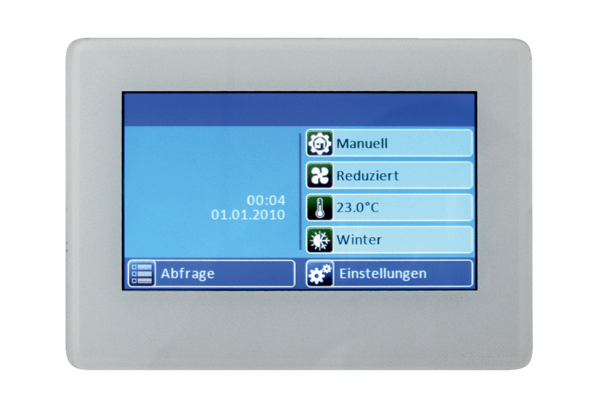 Manuell
Reduziert
00:04
01.01.2010
23.0°C
Winter
Abfrage
Einstellungen